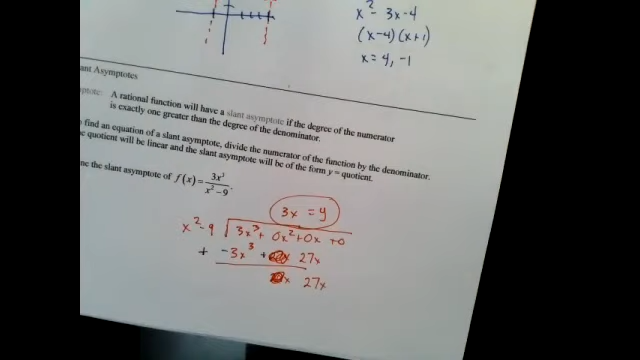 x² - 3x - 4
(x-4)(x+1)
x = 4, -1
ant Asymptotes
ptote: A rational function will have a slant asymptote if the degree of the numerator
is exactly one greater than the degree of the denominator.
find an equation of a slant asymptote, divide the numerator of the function by the denominator.
e quotient will be linear and the slant asymptote will be of the form y = quotient.
ne the slant asymptote of f(x) = 3x³/(x² - 9).
3x = y
x² - 9 3x³ + 0x² + 0x + 0
+ -3x³ + 27x
27x